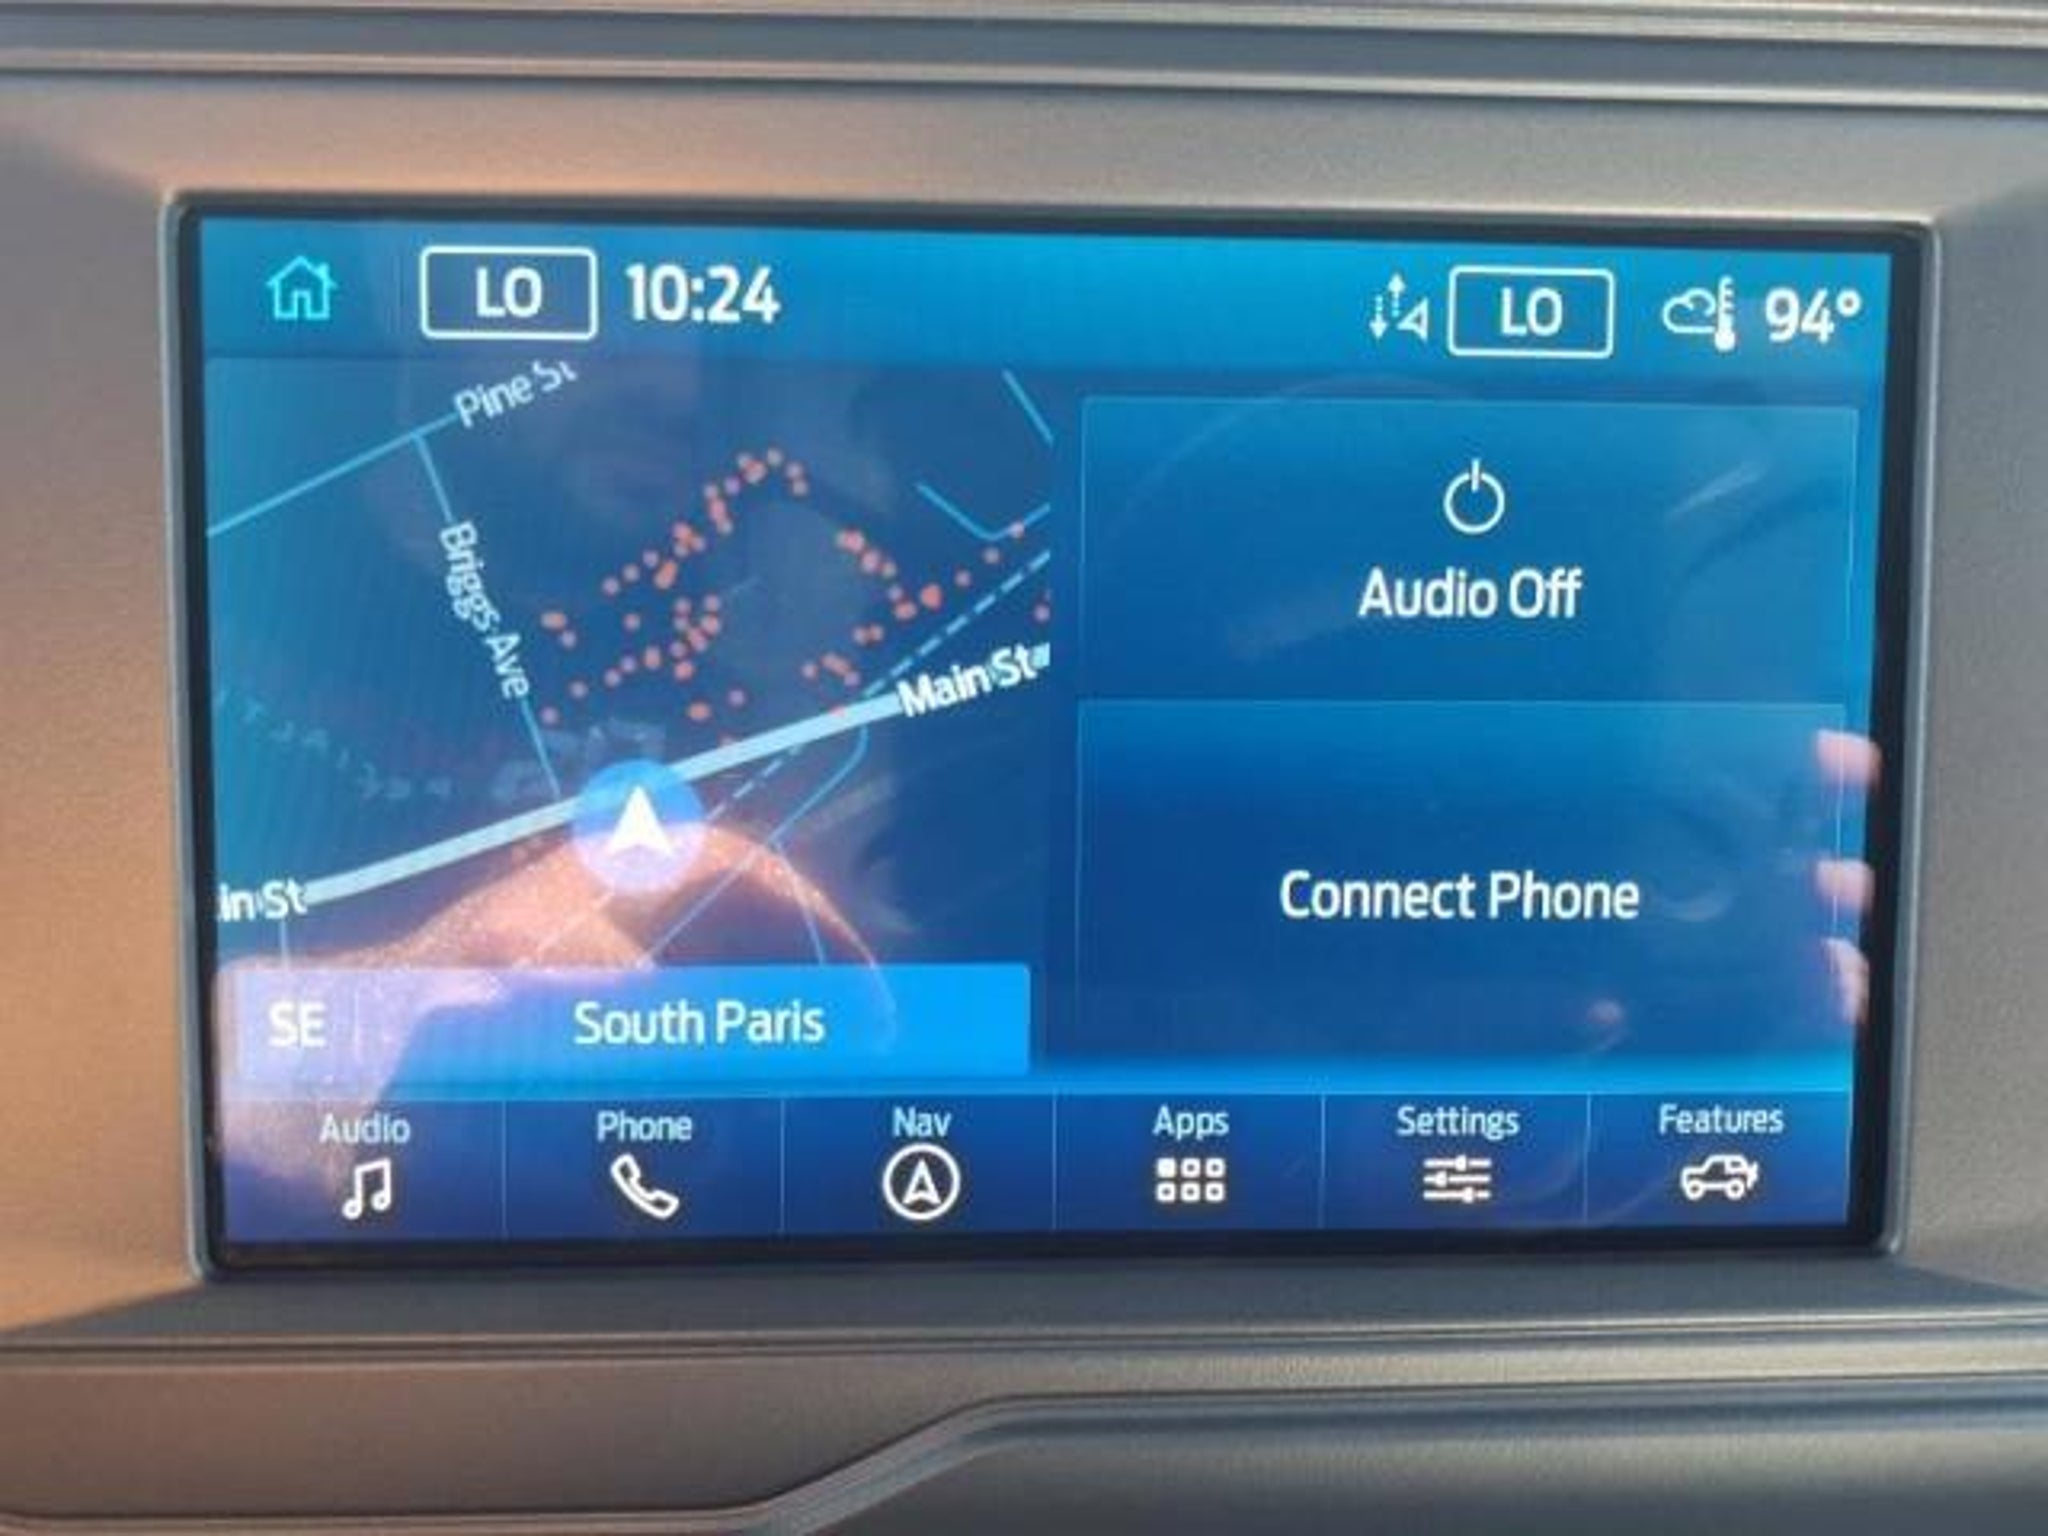 LO 10:24 LO 94°
Pine St
Briggs Ave
Main St
in St
Audio Off
Connect Phone
SE South Paris
Audio Phone Nav Apps Settings Features